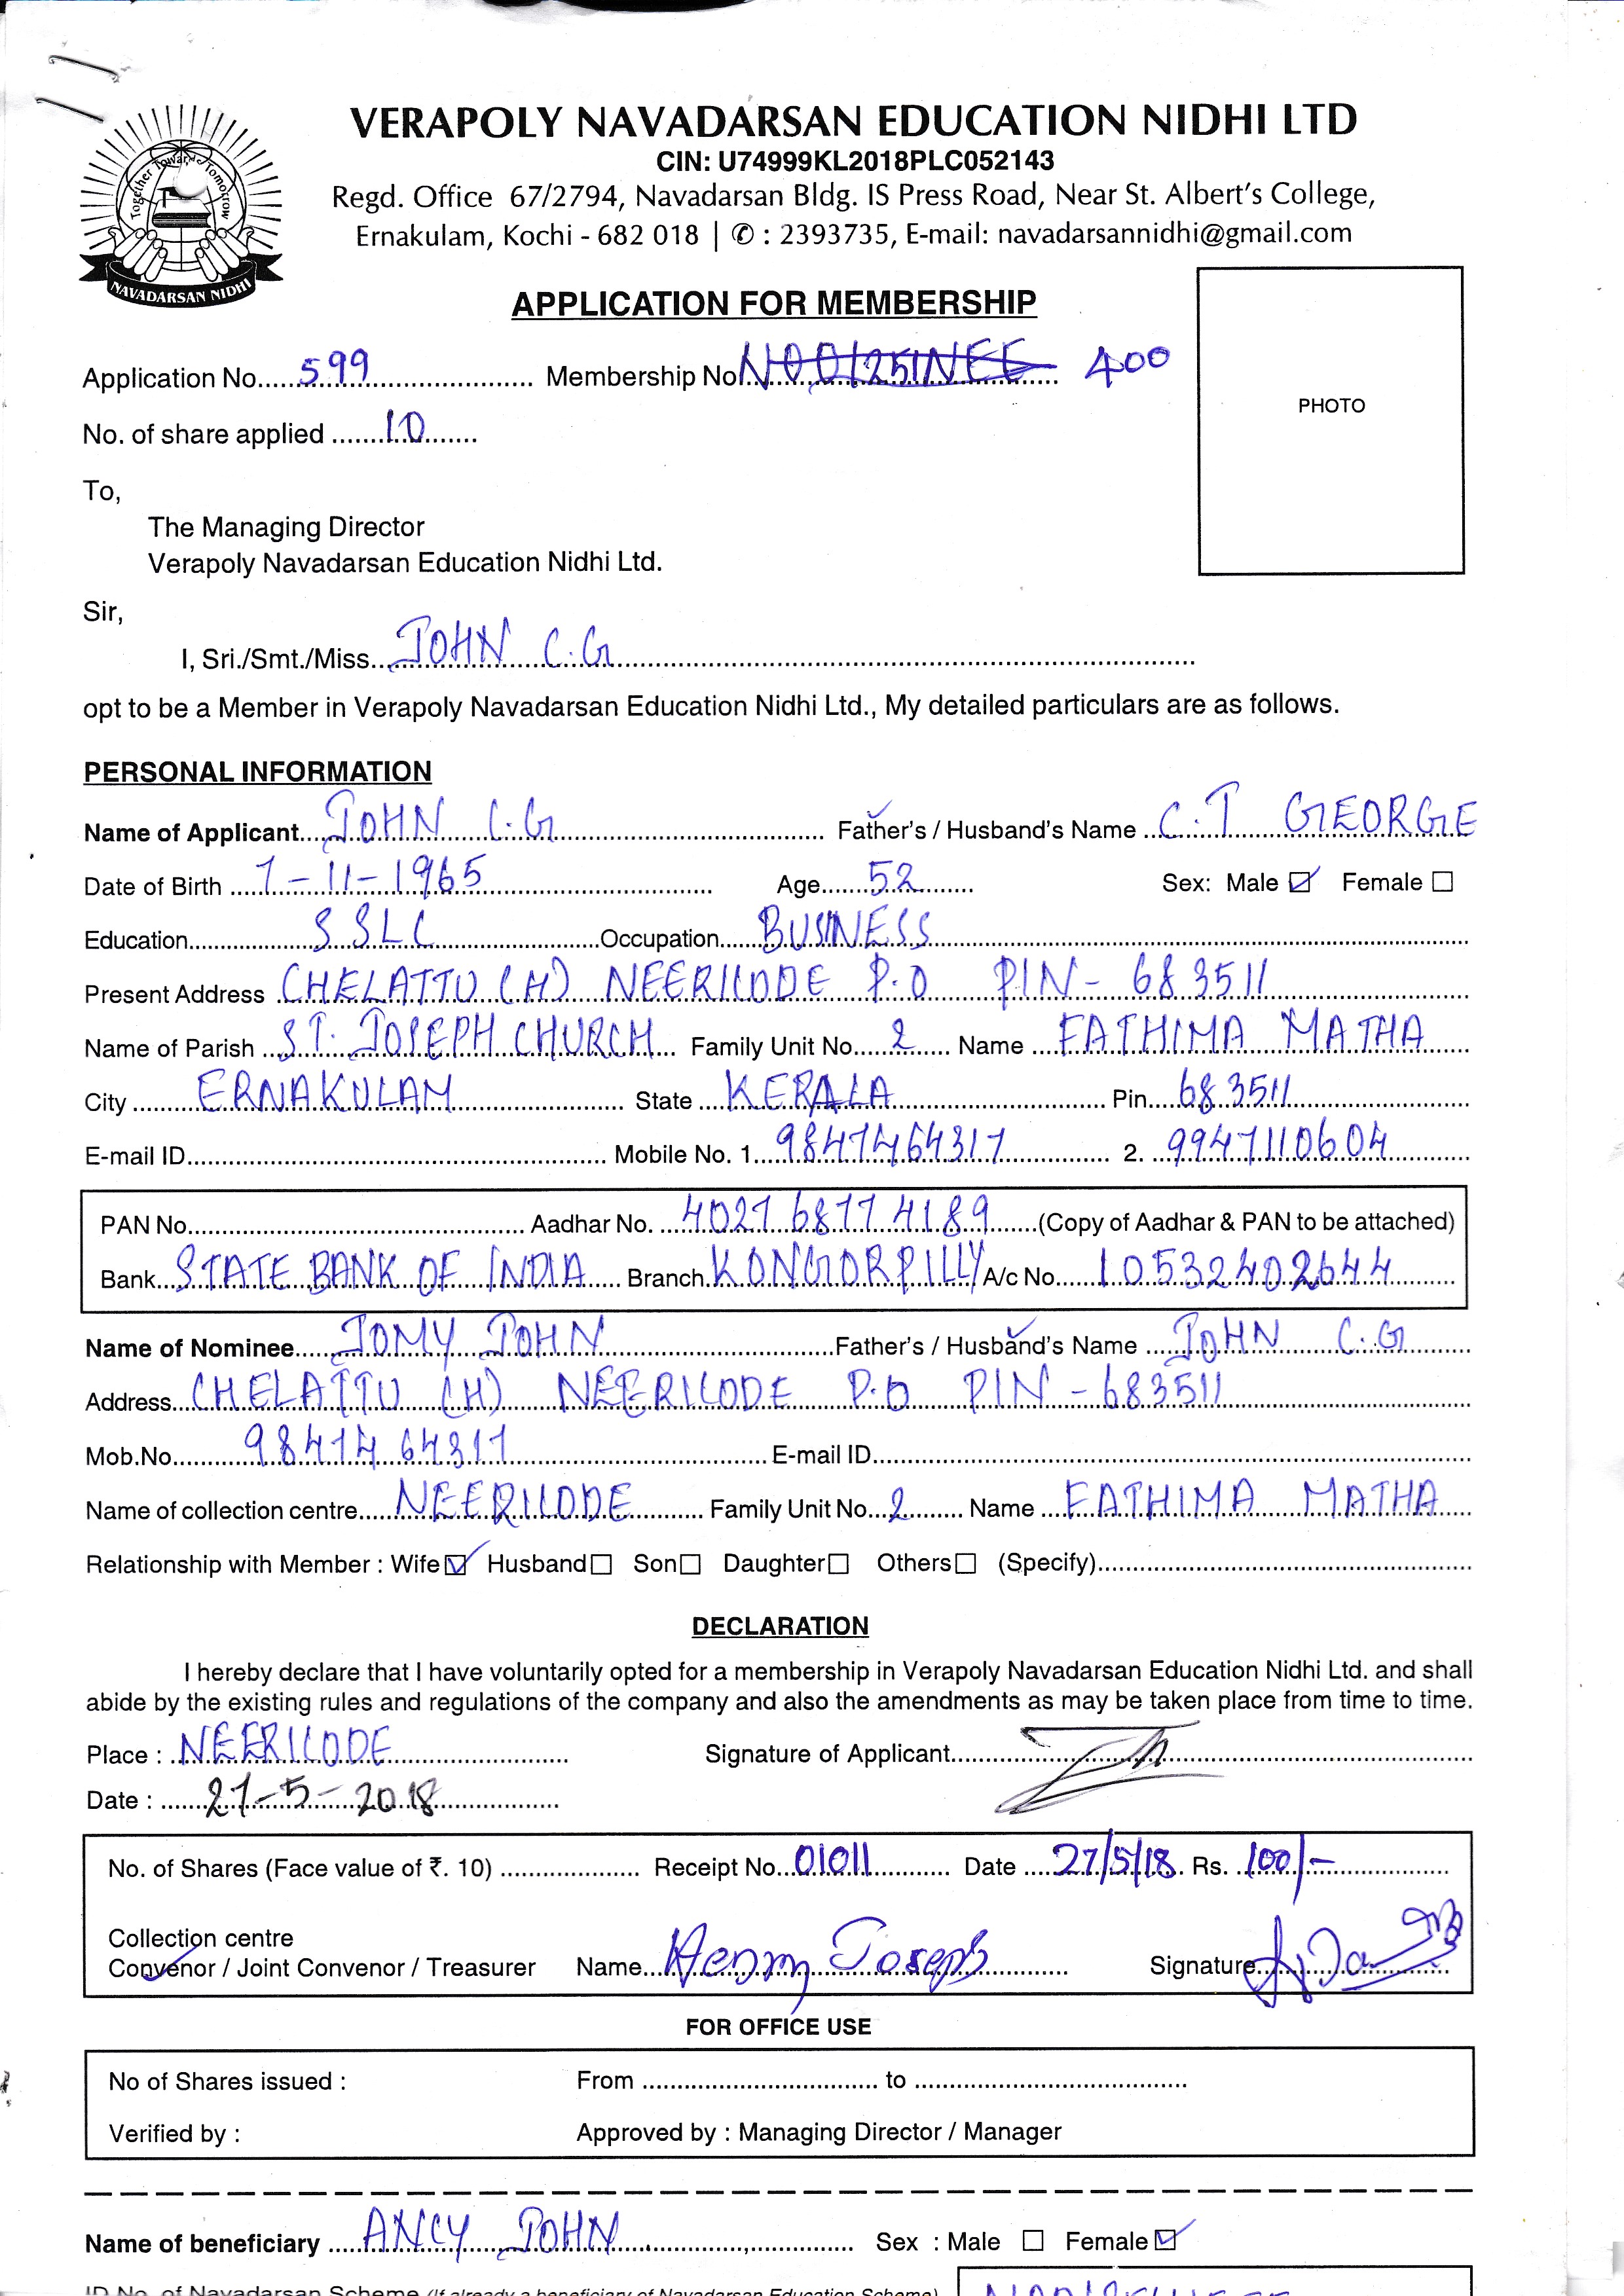 VERAPOLY NAVADARSAN EDUCATION NIDHI LTD
CIN: U74999KL2018PLC052143
Regd. Office 67/2794, Navadarsan Bldg. IS Press Road, Near St. Albert's College,
Ernakulam, Kochi - 682 018 | ✆ : 2393735, E-mail: navadarsannidhi@gmail.com
Together Towards Tomorrow
NAVADARSAN NIDHI
APPLICATION FOR MEMBERSHIP
PHOTO
Application No. 599 Membership No. 400
No. of share applied 10
To,
The Managing Director
Verapoly Navadarsan Education Nidhi Ltd.
Sir,
I, Sri./Smt./Miss. JOHN C.G
opt to be a Member in Verapoly Navadarsan Education Nidhi Ltd., My detailed particulars are as follows.
PERSONAL INFORMATION
Name of Applicant JOHN C.G Father's / Husband's Name C.T GEORGE
Date of Birth 7-11-1965 Age 52 Sex: Male ☑ Female ☐
Education SSLC Occupation BUSINESS
Present Address CHELATTU (H) NEERICODE P.O PIN- 683511
Name of Parish ST. JOSEPH CHURCH Family Unit No. 2 Name FATHIMA MATHA
City ERNAKULAM State KERALA Pin 683511
E-mail ID Mobile No. 1. 9847464317 2. 9947110604
PAN No. Aadhar No. 4027 6877 4189 (Copy of Aadhar & PAN to be attached)
Bank STATE BANK OF INDIA Branch KONGORPILLY A/c No. 10532402644
Name of Nominee JOMY JOHN Father's / Husband's Name JOHN C.G
Address CHELATTU (H) NEERICODE P.O PIN - 683511
Mob.No. 9847464317 E-mail ID
Name of collection centre NEERICODE Family Unit No. 2 Name FATHIMA MATHA
Relationship with Member : Wife ☑ Husband ☐ Son ☐ Daughter ☐ Others ☐ (Specify)
DECLARATION
I hereby declare that I have voluntarily opted for a membership in Verapoly Navadarsan Education Nidhi Ltd. and shall
abide by the existing rules and regulations of the company and also the amendments as may be taken place from time to time.
Place : NEERICODE Signature of Applicant
Date : 27-5-2018
No. of Shares (Face value of ₹. 10) Receipt No. 01011 Date 27/5/18 Rs. 100/-
Collection centre
Convenor / Joint Convenor / Treasurer Name Henry Joseph Signature
FOR OFFICE USE
No of Shares issued : From to
Verified by : Approved by : Managing Director / Manager
Name of beneficiary ANCY JOHN Sex : Male ☐ Female ☑
ID No. of Navadarsan Scheme (If already a beneficiary of Navadarsan Education Scheme)